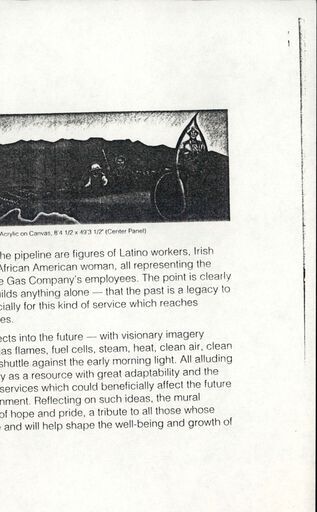 Acrylic on Canvas, 8'4 1/2 x 49'3 1/2" (Center Panel)
he pipeline are figures of Latino workers, Irish
African American woman, all representing the
e Gas Company's employees. The point is clearly
uilds anything alone — that the past is a legacy to
cially for this kind of service which reaches
es.
ects into the future — with visionary imagery
as flames, fuel cells, steam, heat, clean air, clean
shuttle against the early morning light. All alluding
y as a resource with great adaptability and the
services which could beneficially affect the future
nment. Reflecting on such ideas, the mural
of hope and pride, a tribute to all those whose
and will help shape the well-being and growth of